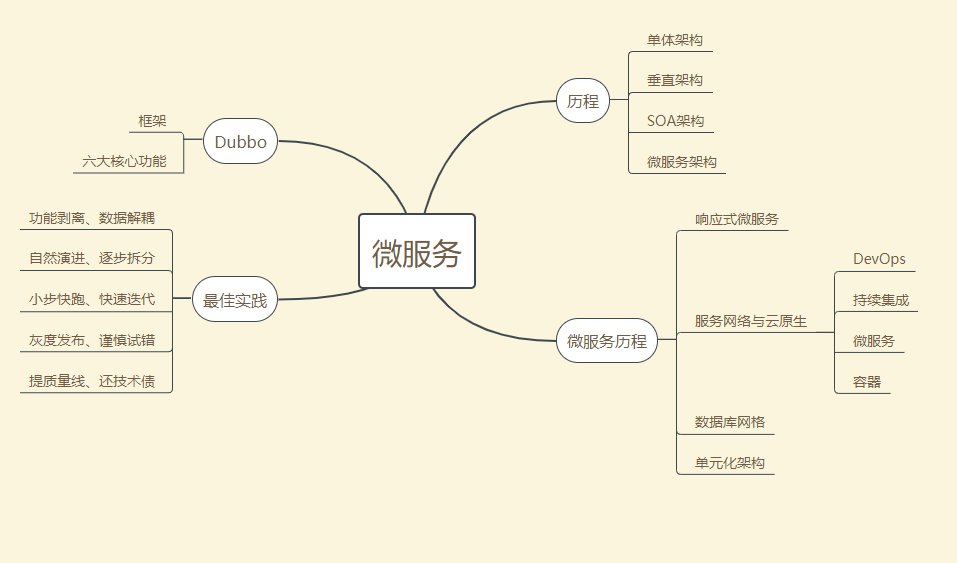 微服务
历程
单体架构
垂直架构
SOA架构
微服务架构
微服务历程
响应式微服务
服务网络与云原生
DevOps
持续集成
微服务
容器
数据库网格
单元化架构
Dubbo
框架
六大核心功能
最佳实践
功能剥离、数据解耦
自然演进、逐步拆分
小步快跑、快速迭代
灰度发布、谨慎试错
提质量线、还技术债